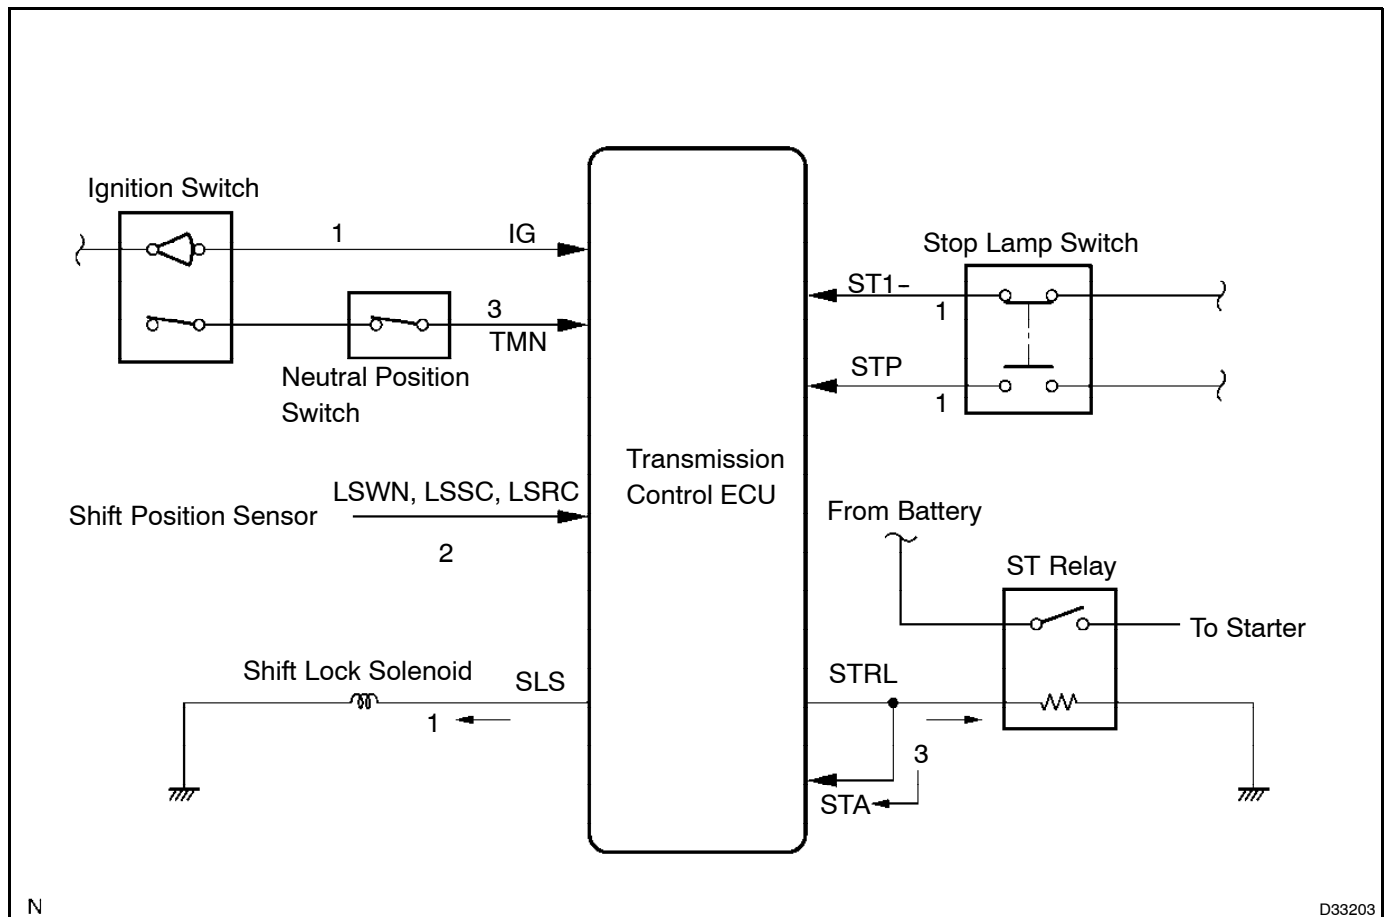 Ignition Switch
1
IG
3
TMN
Neutral Position
Switch
LSWN, LSSC, LSRC
Shift Position Sensor
2
Shift Lock Solenoid
SLS
1
Transmission
Control ECU
Stop Lamp Switch
ST1-
1
STP
1
From Battery
ST Relay
To Starter
STRL
3
STA
N
D33203